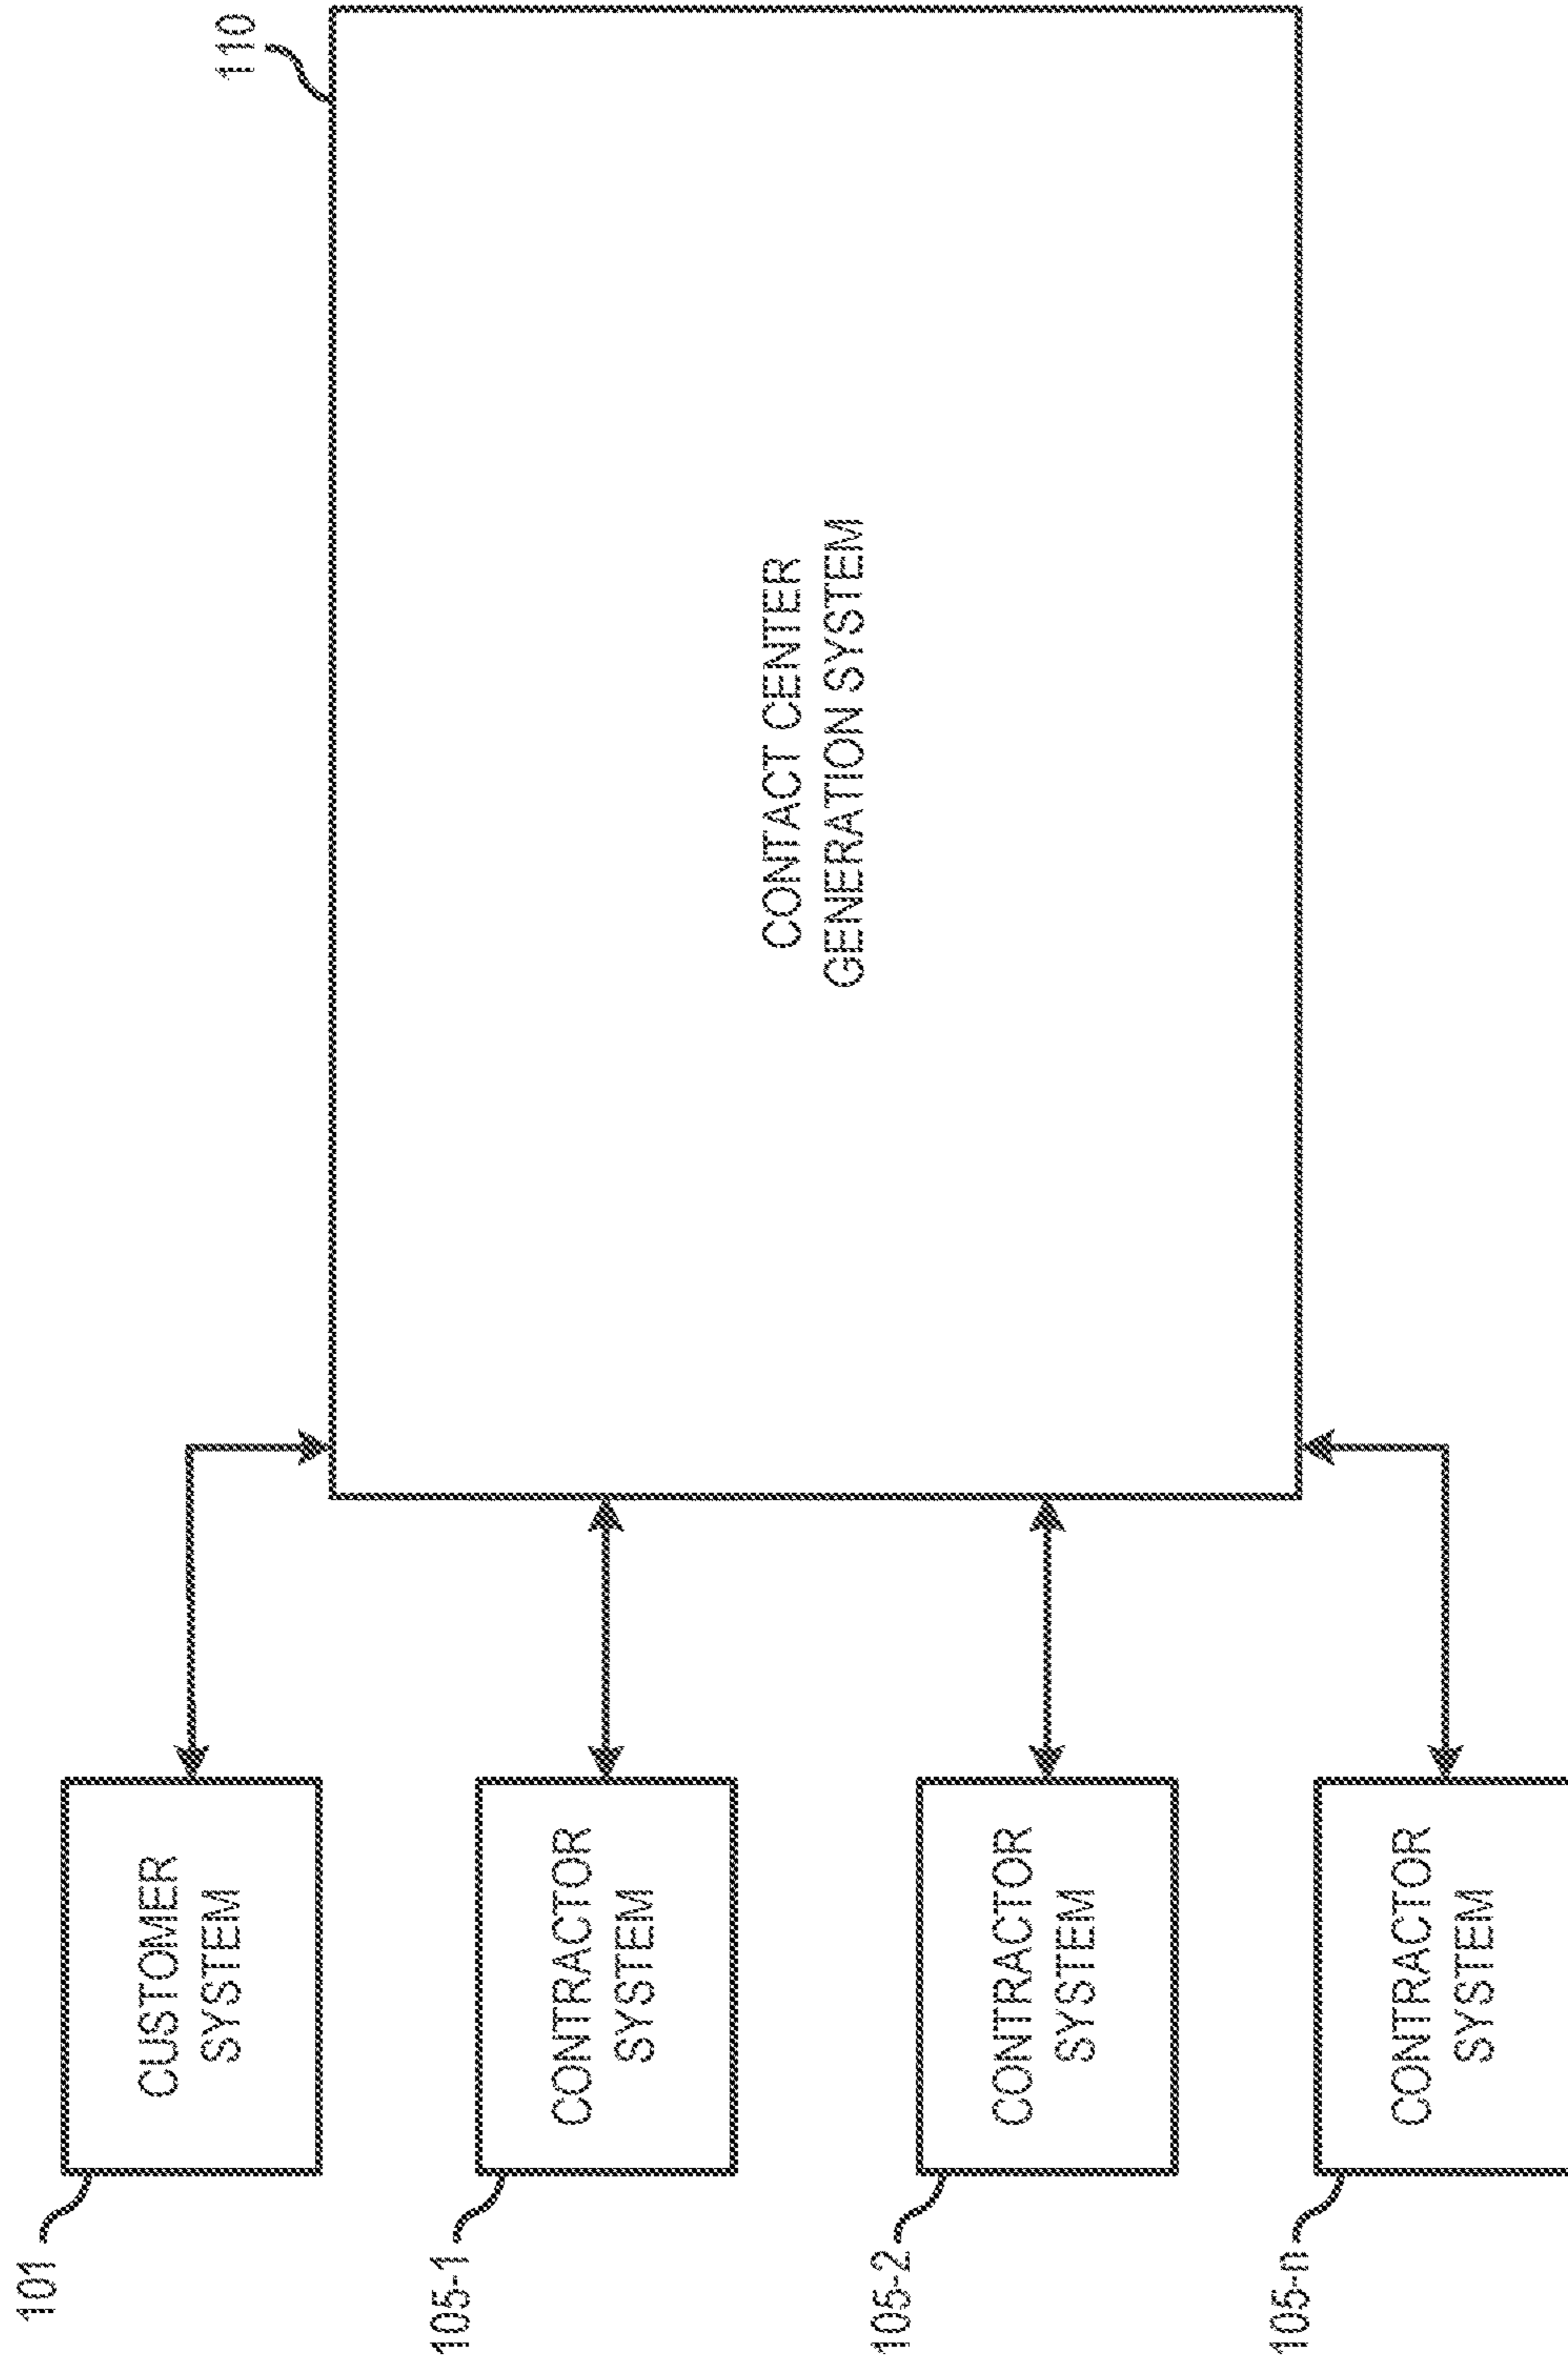 101
CUSTOMER
SYSTEM
105-1
CONTRACTOR
SYSTEM
105-2
CONTRACTOR
SYSTEM
105-n
CONTRACTOR
SYSTEM
110
CONTACT CENTER
GENERATION SYSTEM